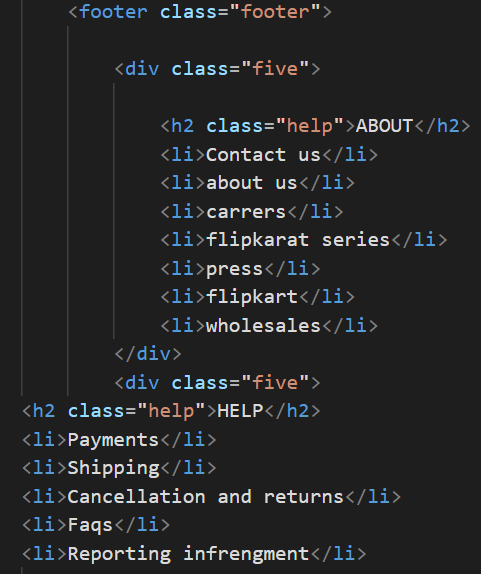 <footer class="footer">
<div class="five">
<h2 class="help">ABOUT</h2>
<li>Contact us</li>
<li>about us</li>
<li>carrers</li>
<li>flipkarat series</li>
<li>press</li>
<li>flipkart</li>
<li>wholesales</li>
</div>
<div class="five">
<h2 class="help">HELP</h2>
<li>Payments</li>
<li>Shipping</li>
<li>Cancellation and returns</li>
<li>Faqs</li>
<li>Reporting infrengment</li>